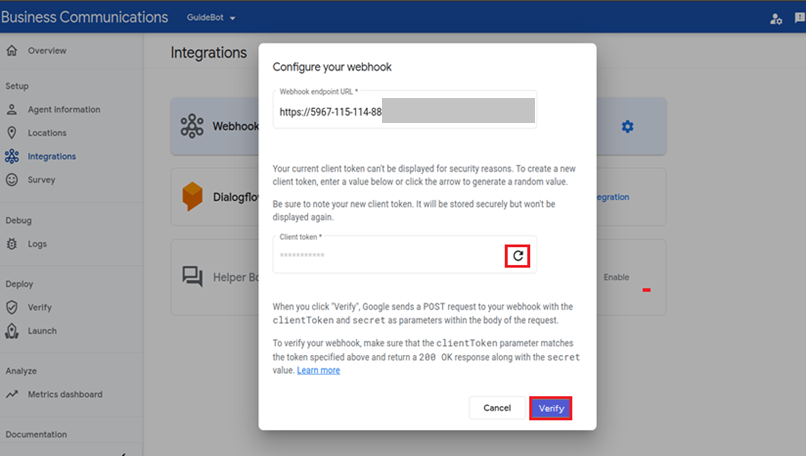 Business Communications
GuideBot
Overview
Setup
Agent information
Locations
Integrations
Survey
Debug
Logs
Deploy
Verify
Launch
Analyze
Metrics dashboard
Documentation
Integrations
Webhook
Dialogflo
egration
Helper Bo
Enable
Configure your webhook
Webhook endpoint URL *
https://5967-115-114-88
Your current client token can't be displayed for security reasons. To create a new
client token, enter a value below or click the arrow to generate a random value.
Be sure to note your new client token. It will be stored securely but won't be
displayed again.
Client token *
***********
When you click "Verify", Google sends a POST request to your webhook with the
clientToken and secret as parameters within the body of the request.
To verify your webhook, make sure that the clientToken parameter matches
the token specified above and return a 200 OK response along with the secret
value. Learn more
Cancel
Verify